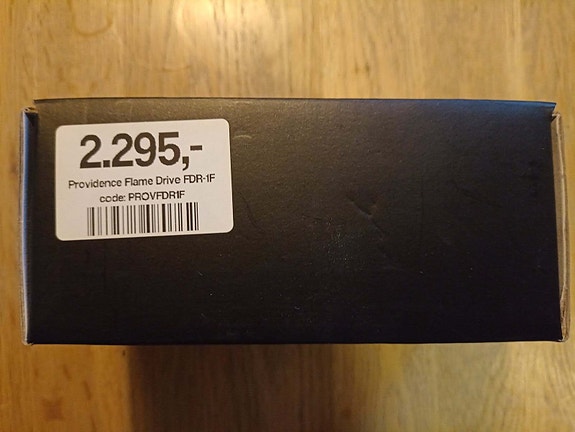 2.295,-
Providence Flame Drive FDR-1F
code: PROVFDR1F